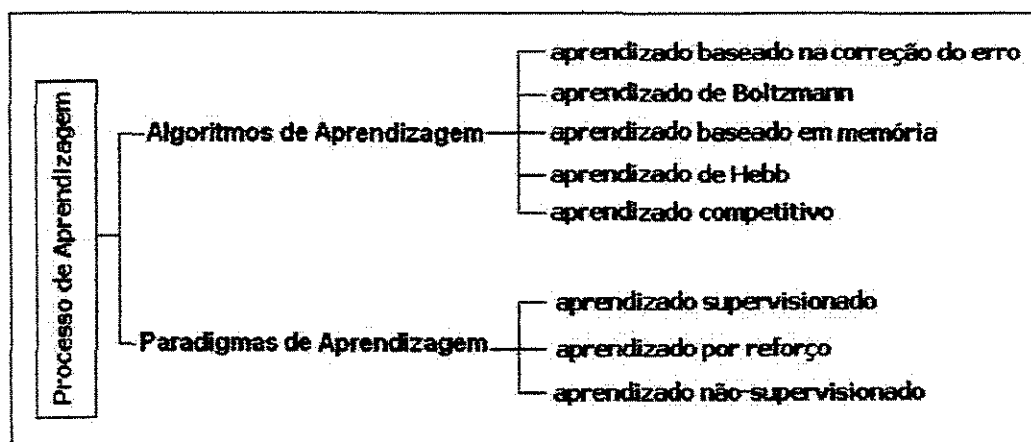 Processo de Aprendizagem
Algoritmos de Aprendizagem
aprendizado baseado na correção do erro
aprendizado de Boltzmann
aprendizado baseado em memória
aprendizado de Hebb
aprendizado competitivo
Paradigmas de Aprendizagem
aprendizado supervisionado
aprendizado por reforço
aprendizado não-supervisionado